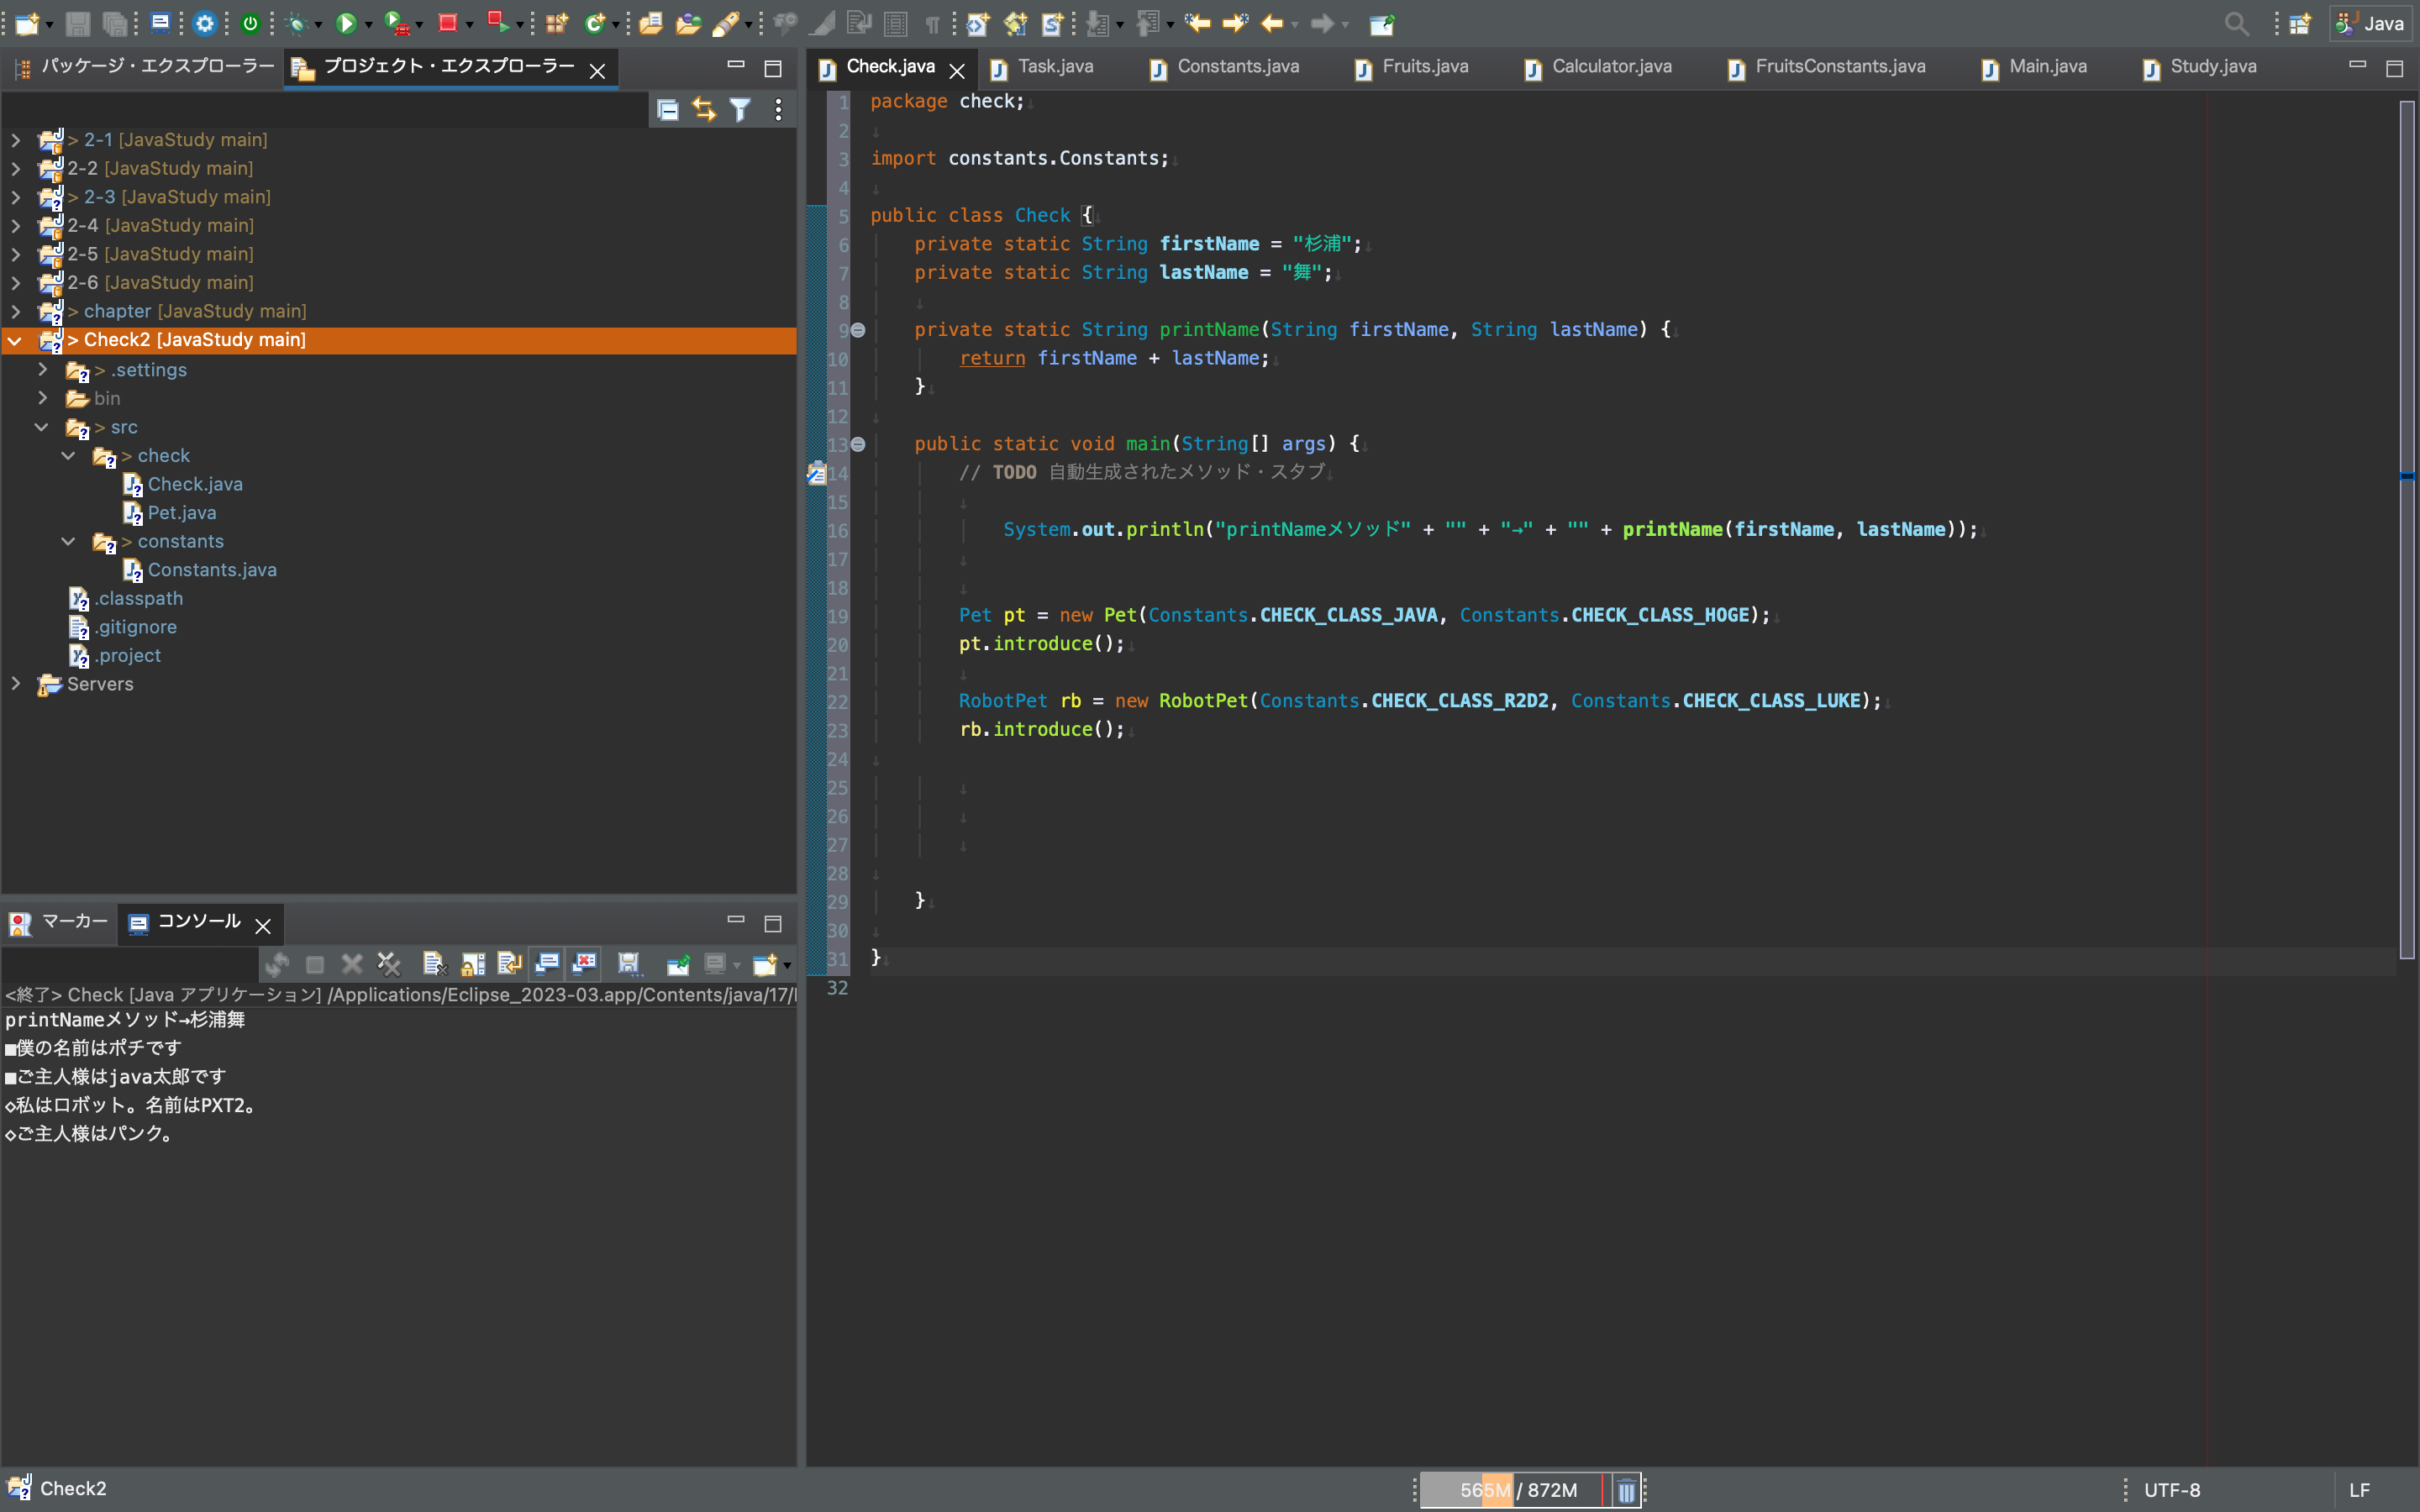 Java
パッケージ・エクスプローラー
プロジェクト・エクスプローラー
> 2-1 [JavaStudy main]
2-2 [JavaStudy main]
> 2-3 [JavaStudy main]
2-4 [JavaStudy main]
2-5 [JavaStudy main]
2-6 [JavaStudy main]
> chapter [JavaStudy main]
> Check2 [JavaStudy main]
> .settings
bin
> src
> check
Check.java
Pet.java
> constants
Constants.java
.classpath
.gitignore
.project
Servers
Check.java
Task.java
Constants.java
Fruits.java
Calculator.java
FruitsConstants.java
Main.java
Study.java
1 package check;
2
3 import constants.Constants;
4
5 public class Check {
6 private static String firstName = "杉浦";
7 private static String lastName = "舞";
8
9 private static String printName(String firstName, String lastName) {
10 return firstName + lastName;
11 }
12
13 public static void main(String[] args) {
14 // TODO 自動生成されたメソッド・スタブ
15
16 System.out.println("printNameメソッド" + "" + "→" + "" + printName(firstName, lastName));
17
18
19 Pet pt = new Pet(Constants.CHECK_CLASS_JAVA, Constants.CHECK_CLASS_HOGE);
20 pt.introduce();
21
22 RobotPet rb = new RobotPet(Constants.CHECK_CLASS_R2D2, Constants.CHECK_CLASS_LUKE);
23 rb.introduce();
24
25
26
27
28
29 }
30
31 }
32
マーカー
コンソール
<終了> Check [Java アプリケーション] /Applications/Eclipse_2023-03.app/Contents/java/17/
printNameメソッド→杉浦舞
■僕の名前はポチです
■ご主人様はjava太郎です
◇私はロボット。名前はPXT2。
◇ご主人様はパンク。
Check2
565M / 872M
UTF-8
LF